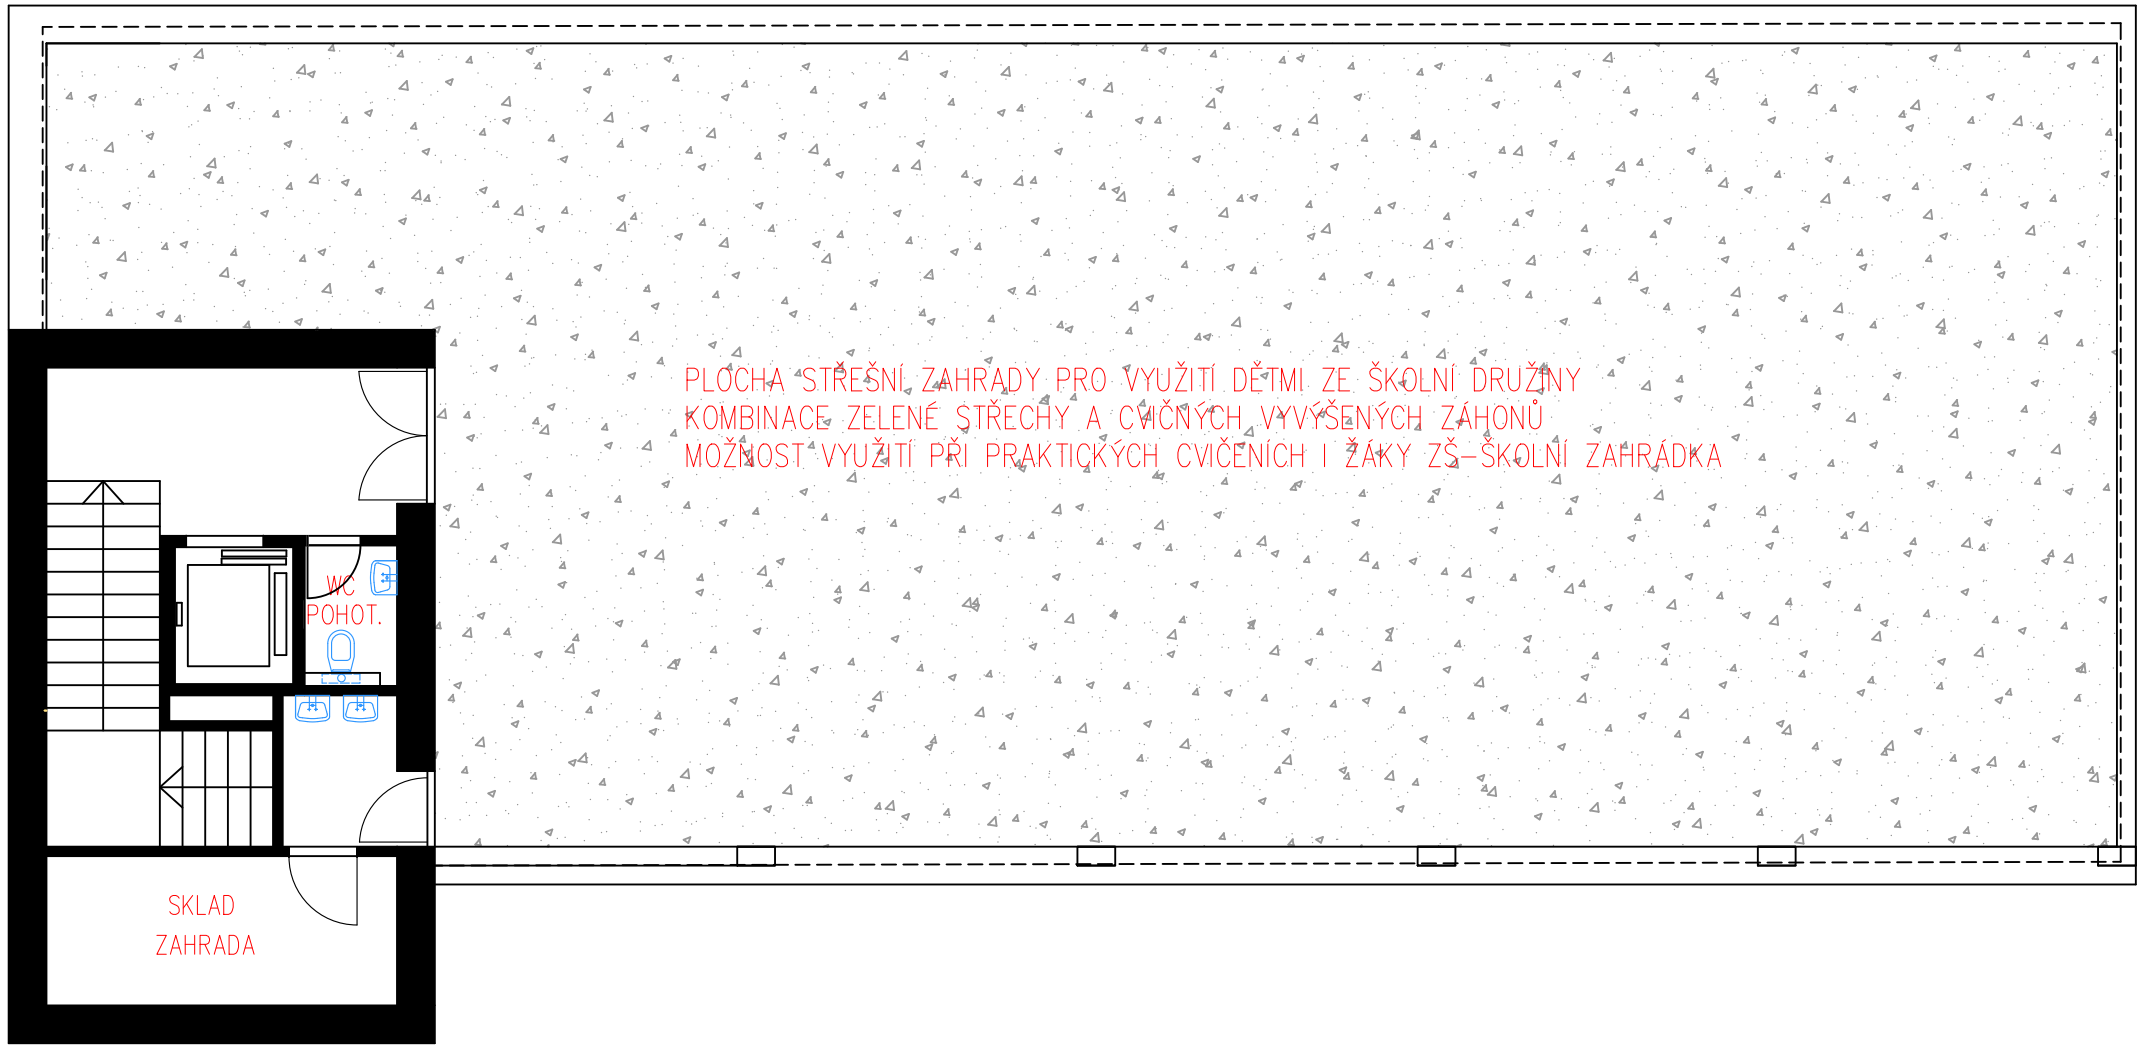 PLOCHA STŘEŠNÍ ZAHRADY PRO VYUŽITÍ DĚTMI ZE ŠKOLNÍ DRUŽINY
KOMBINACE ZELENÉ STŘECHY A CVIČNÝCH VYVÝŠENÝCH ZÁHONŮ
MOŽNOST VYUŽITÍ PŘI PRAKTICKÝCH CVIČENÍCH I ŽÁKY ZŠ-ŠKOLNÍ ZAHRÁDKA
WC
POHOT.
SKLAD
ZAHRADA